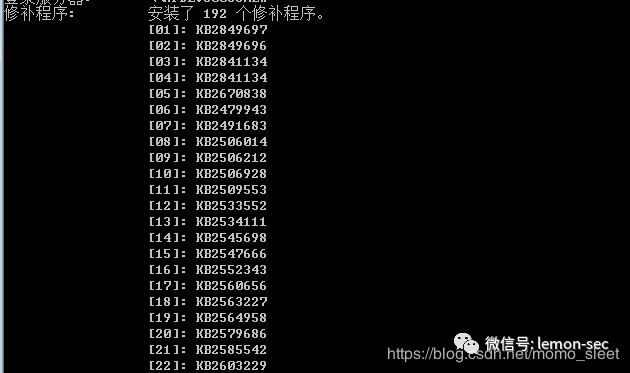 修补程序: 安装了 192 个修补程序。
[01]: KB2849697
[02]: KB2849696
[03]: KB2841134
[04]: KB2841134
[05]: KB2670838
[06]: KB2479943
[07]: KB2491683
[08]: KB2506014
[09]: KB2506212
[10]: KB2506928
[11]: KB2509553
[12]: KB2533552
[13]: KB2534111
[14]: KB2545698
[15]: KB2547666
[16]: KB2552343
[17]: KB2560656
[18]: KB2563227
[19]: KB2564958
[20]: KB2579686
[21]: KB2585542
[22]: KB2603229
微信号: lemon-sec
https://blog.csdn.net/momo_sleet